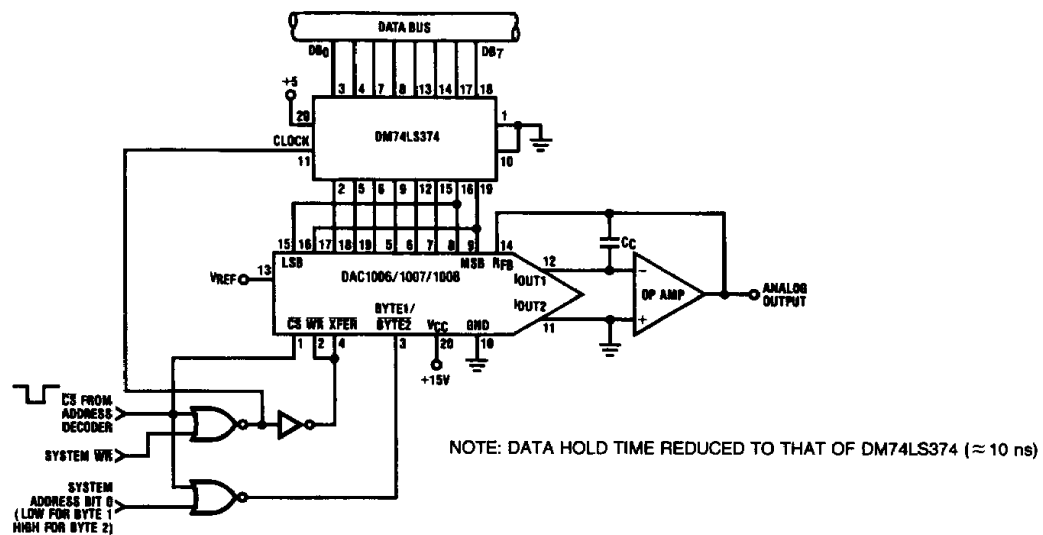 DATA BUS
DB0 DB7
3 4 7 8 13 14 17 18
+5
20 1
DM74LS374
CLOCK
11 10
2 5 6 9 12 15 16 19
15 16 17 18 19 5 6 7 8 9 14
LSB MSB RFB
CC
VREF 13
DAC1006/1007/1008
IOUT1 12
IOUT2
11
OP AMP
- +
ANALOG
OUTPUT
BYTE1/
CS WR XFER BYTE2 VCC GND
1 2 4 3 20 10
+15V
CS FROM
ADDRESS
DECODER
SYSTEM WR
SYSTEM
ADDRESS BIT 0
(LOW FOR BYTE 1
HIGH FOR BYTE 2)
NOTE: DATA HOLD TIME REDUCED TO THAT OF DM74LS374 (≈ 10 ns)